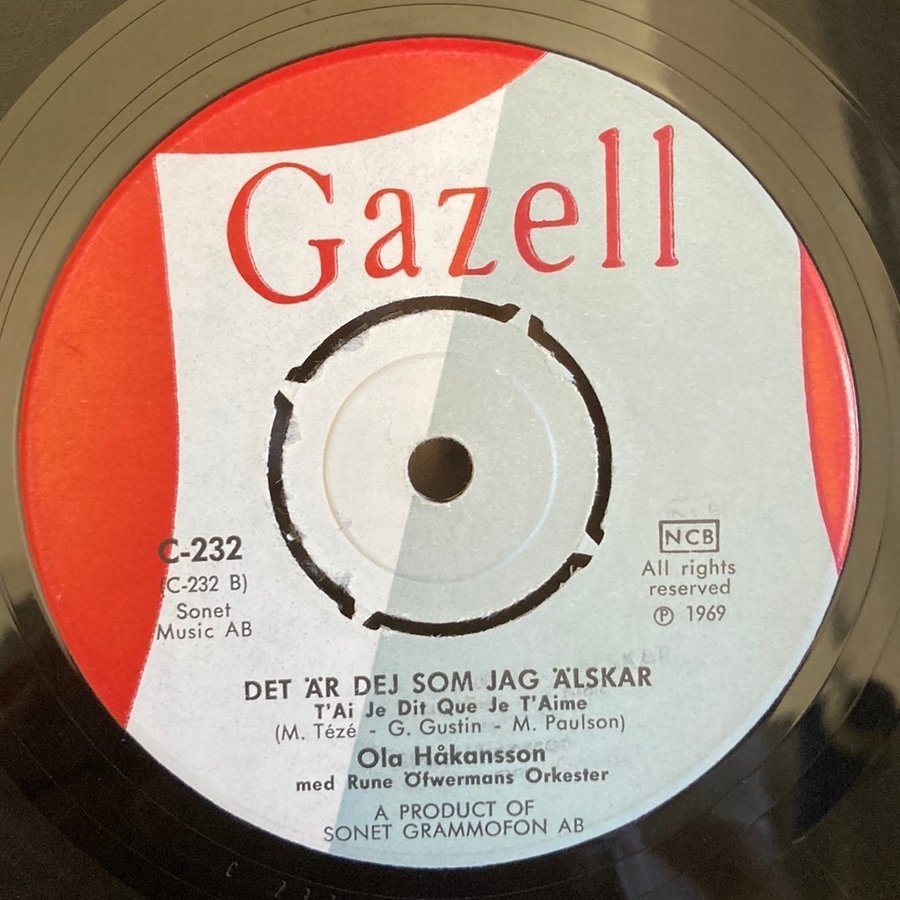 Gazell
C-232
(C-232 B)
Sonet
Music AB
NCB
All rights
reserved
Ⓟ 1969
DET ÄR DEJ SOM JAG ÄLSKAR
T'Ai Je Dit Que Je T'Aime
(M. Tézé - G. Gustin - M. Paulson)
Ola Håkansson
med Rune Öfwermans Orkester
A PRODUCT OF
SONET GRAMMOFON AB